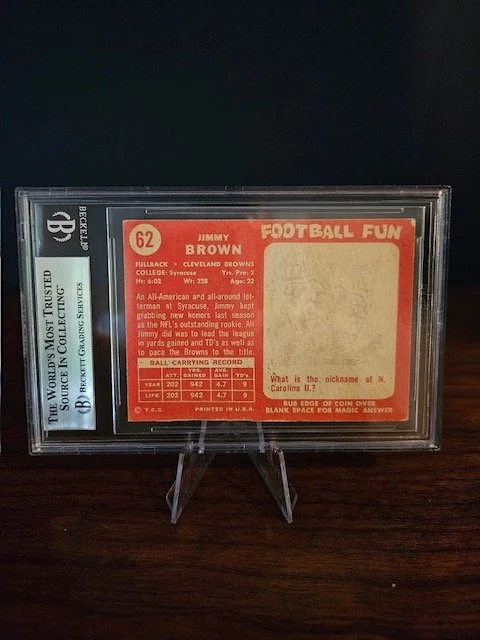 BECKETT
THE WORLD'S MOST TRUSTED
SOURCE IN COLLECTING™
BECKETT GRADING SERVICES
62
JIMMY
BROWN
FULLBACK • CLEVELAND BROWNS
COLLEGE: Syracuse Yrs. Pro: 2
Ht: 6:02 Wt: 228 Age: 22
An All-American and all-around let-
terman at Syracuse, Jimmy kept
grabbing new honors last season
as the NFL's outstanding rookie. All
Jimmy did was to lead the league
in yards gained and TD's as well as
to pace the Browns to the title.
• BALL CARRYING RECORD
ATT. YDS. GAINED AVG. GAIN TD's
YEAR 202 942 4.7 9
LIFE 202 942 4.7 9
© T.C.G. PRINTED IN U.S.A.
FOOTBALL FUN
What is the nickname of N.
Carolina U.?
RUB EDGE OF COIN OVER
BLANK SPACE FOR MAGIC ANSWER